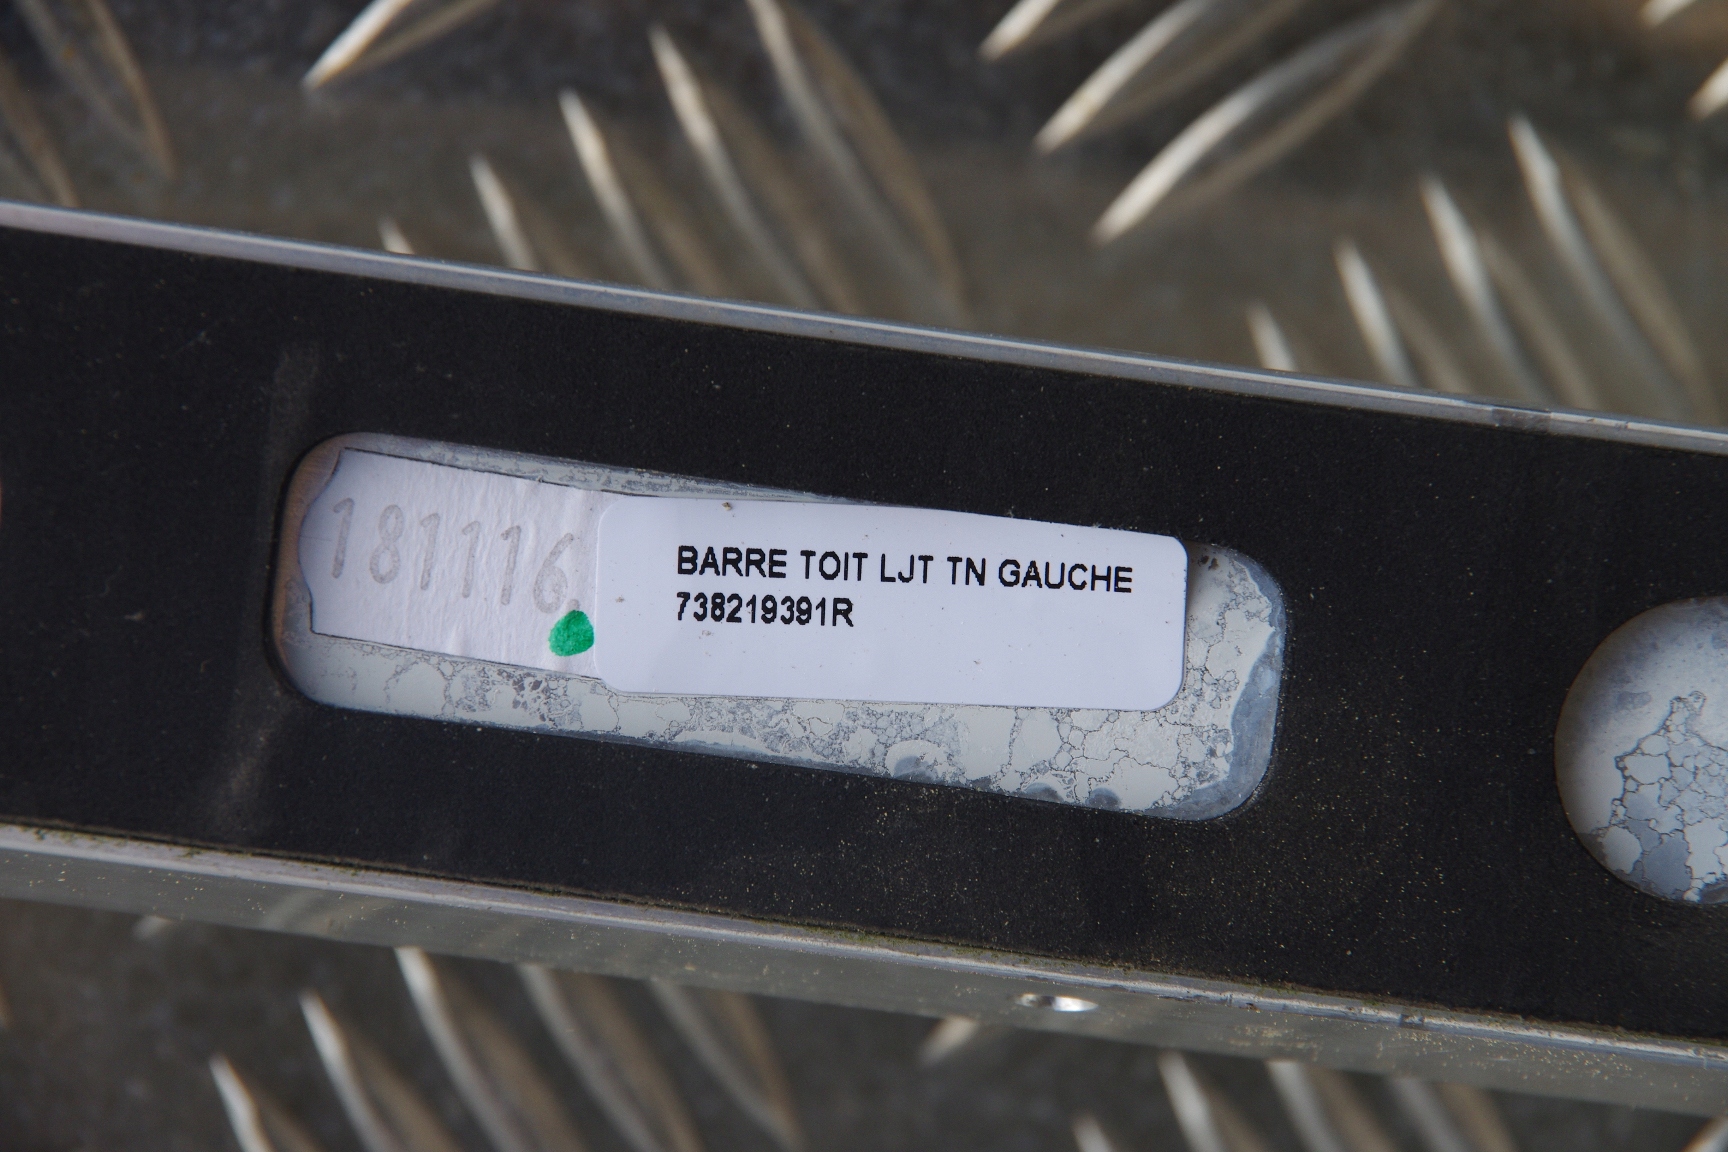 181116
BARRE TOIT LJT TN GAUCHE
738219391R